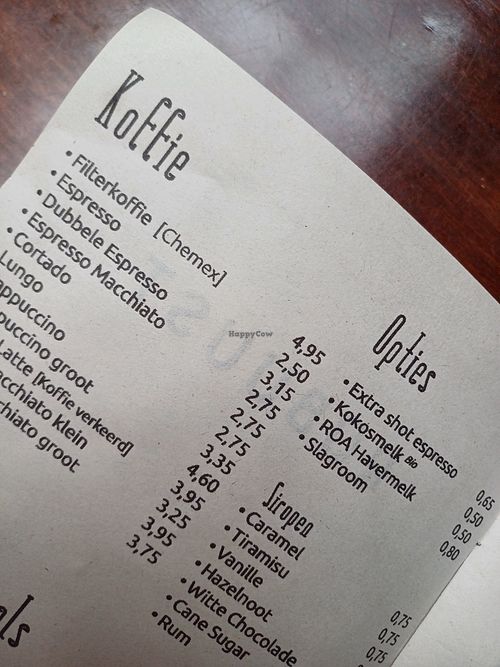 Koffie
• Filterkoffie [Chemex]
• Espresso
• Dubbele Espresso
• Espresso Macchiato
• Cortado
Lungo
appuccino
puccino groot
Latte [Koffie verkeerd]
acchiato klein
chiato groot
4,95
2,50
3,15
2,75
2,75
2,75
3,35
4,60
3,95
3,25
3,95
3,75
Opties
• Extra shot espresso 0,65
• Kokosmelk Bio 0,50
• ROA Havermelk 0,50
• Slagroom 0,80
Siropen
• Caramel 0,75
• Tiramisu 0,75
• Vanille 0,75
• Hazelnoot
• Witte Chocolade
• Cane Sugar
• Rum
ols
HappyCow